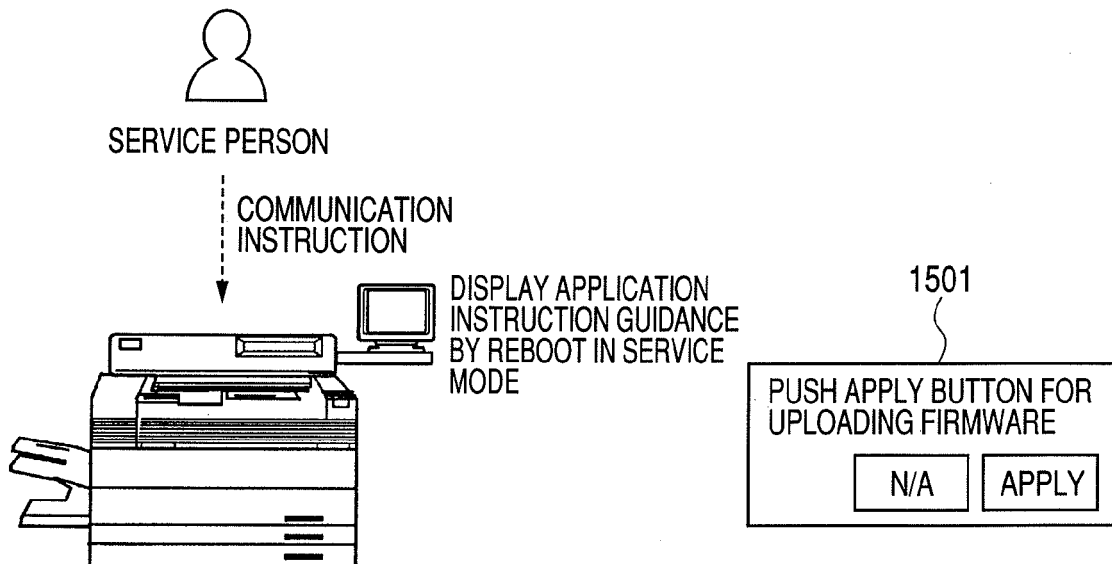 SERVICE PERSON
COMMUNICATION
INSTRUCTION
DISPLAY APPLICATION
INSTRUCTION GUIDANCE
BY REBOOT IN SERVICE
MODE
1501
PUSH APPLY BUTTON FOR
UPLOADING FIRMWARE
N/A APPLY